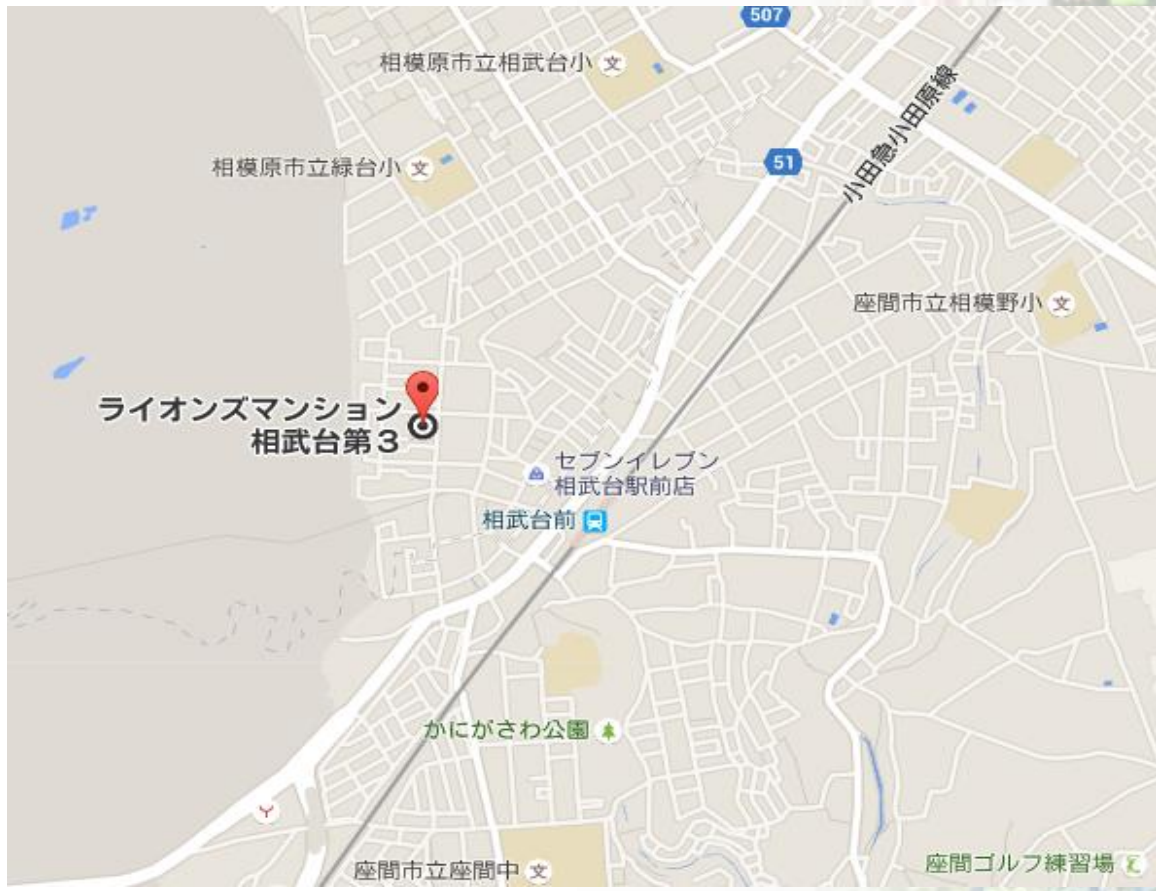 507
相模原市立相武台小
文
51
小田急小田原線
相模原市立緑台小
文
座間市立相模野小
文
ライオンズマンション
相武台第3
セブンイレブン
相武台駅前店
相武台前
かにがさわ公園
座間市立座間中
文
座間ゴルフ練習場